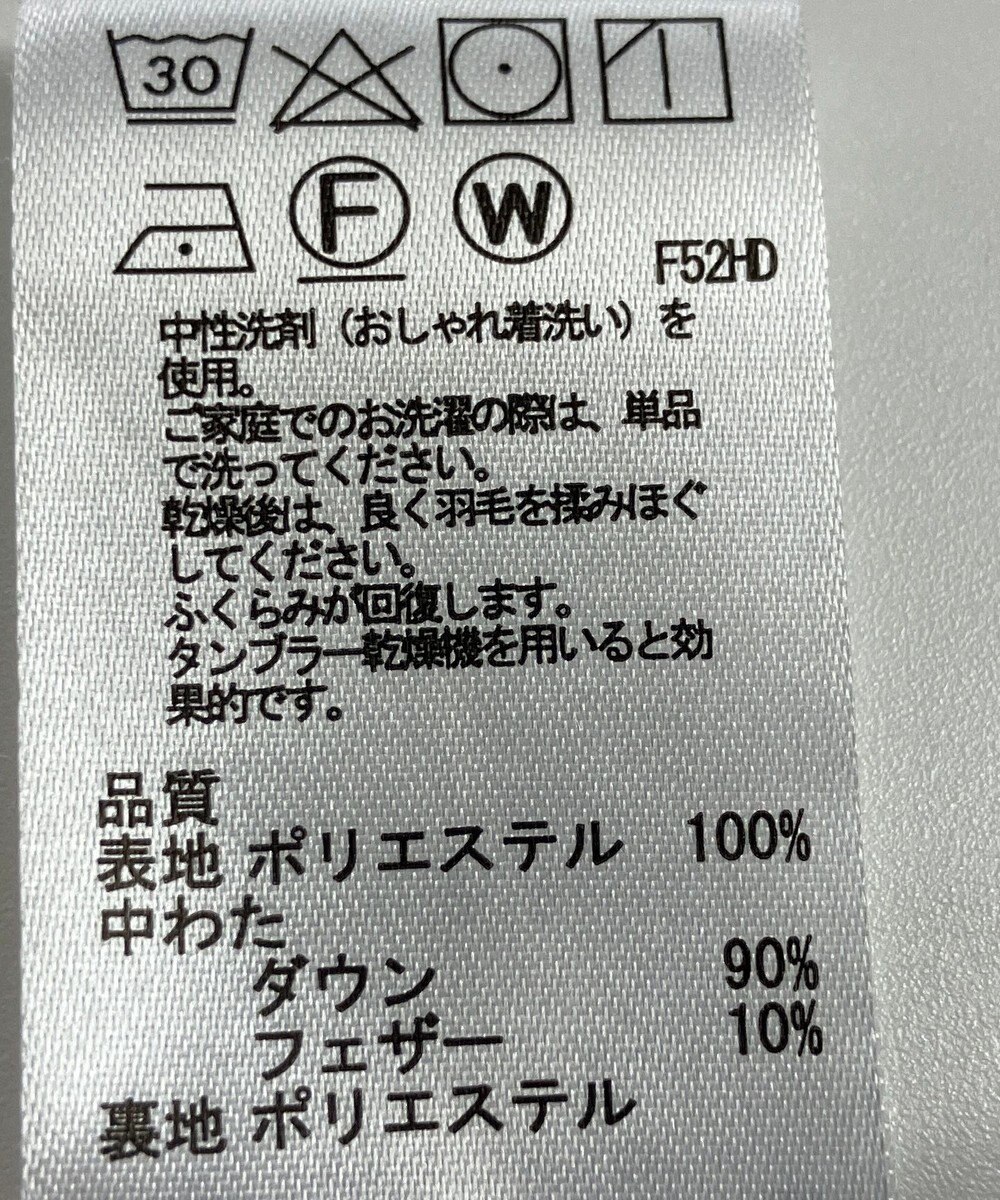 30
F W F52HD
中性洗剤（おしゃれ着洗い）を
使用。
ご家庭でのお洗濯の際は、単品
で洗ってください。
乾燥後は、良く羽毛を揉みほぐ
してください。
ふくらみが回復します。
タンブラー乾燥機を用いると効
果的です。
品質
表地 ポリエステル 100%
中わた
ダウン 90%
フェザー 10%
裏地 ポリエステル